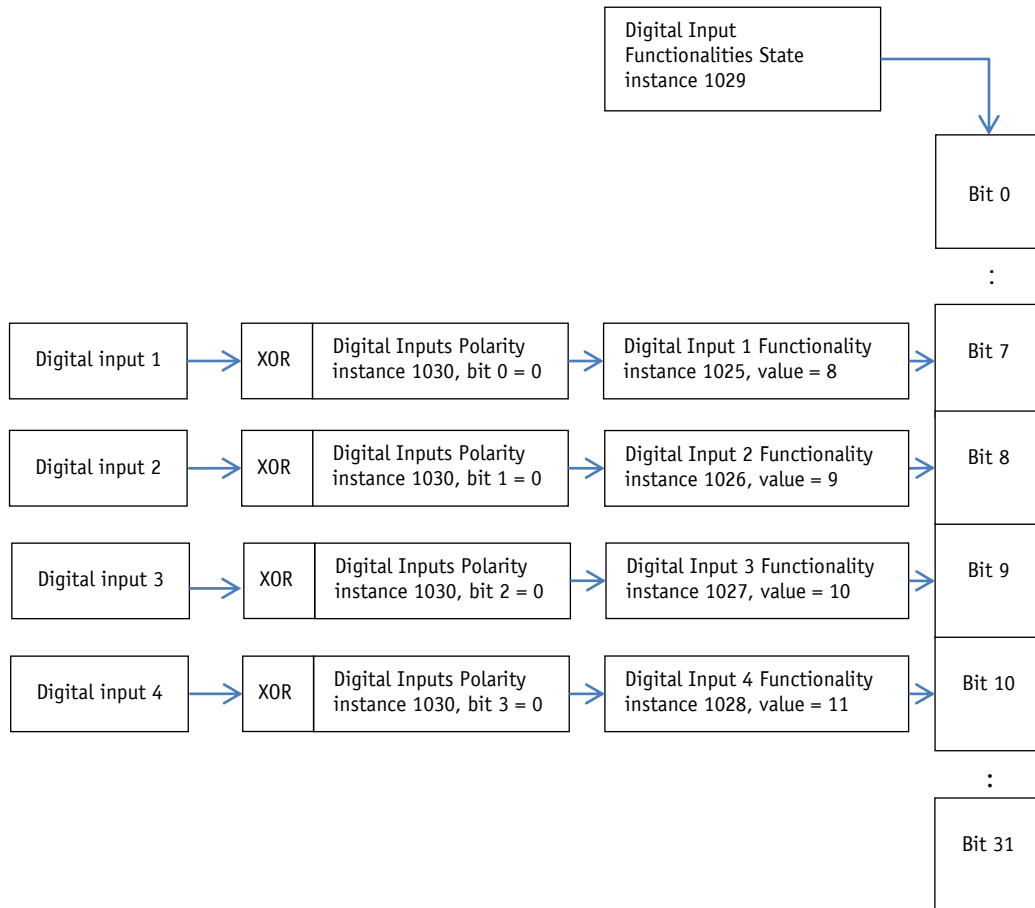 Digital Input
Functionalities State
instance 1029
Bit 0
:
Digital input 1
XOR
Digital Inputs Polarity
instance 1030, bit 0 = 0
Digital Input 1 Functionality
instance 1025, value = 8
Bit 7
Digital input 2
XOR
Digital Inputs Polarity
instance 1030, bit 1 = 0
Digital Input 2 Functionality
instance 1026, value = 9
Bit 8
Digital input 3
XOR
Digital Inputs Polarity
instance 1030, bit 2 = 0
Digital Input 3 Functionality
instance 1027, value = 10
Bit 9
Digital input 4
XOR
Digital Inputs Polarity
instance 1030, bit 3 = 0
Digital Input 4 Functionality
instance 1028, value = 11
Bit 10
:
Bit 31